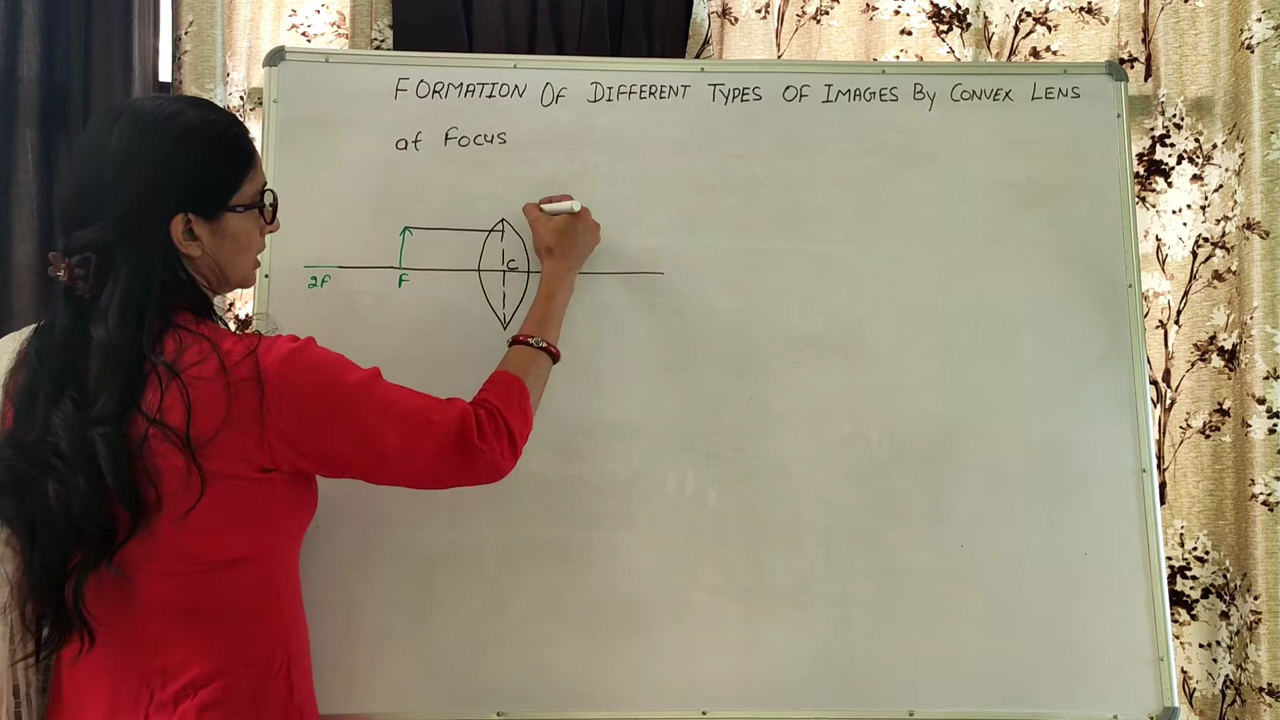 FORMATION OF DIFFERENT TYPES OF IMAGES BY CONVEX LENS
at Focus
C
2F F